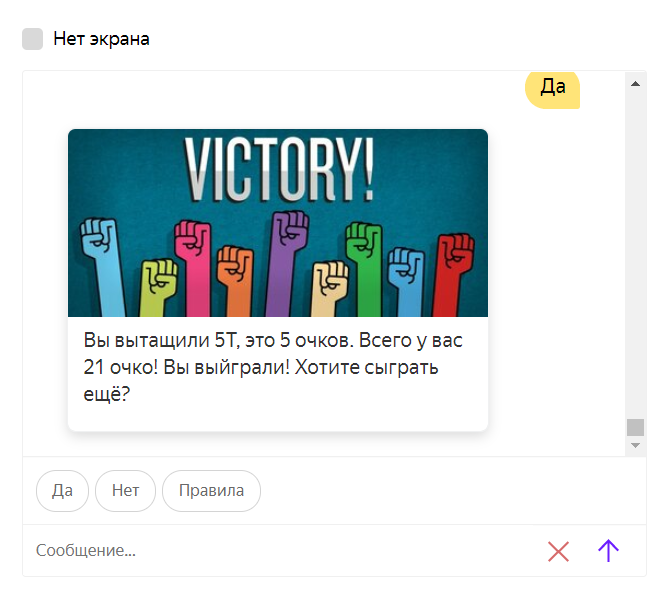 Нет экрана
Да
VICTORY!
Вы вытащили 5Т, это 5 очков. Всего у вас
21 очко! Вы выйграли! Хотите сыграть
ещё?
Да
Нет
Правила
Сообщение...